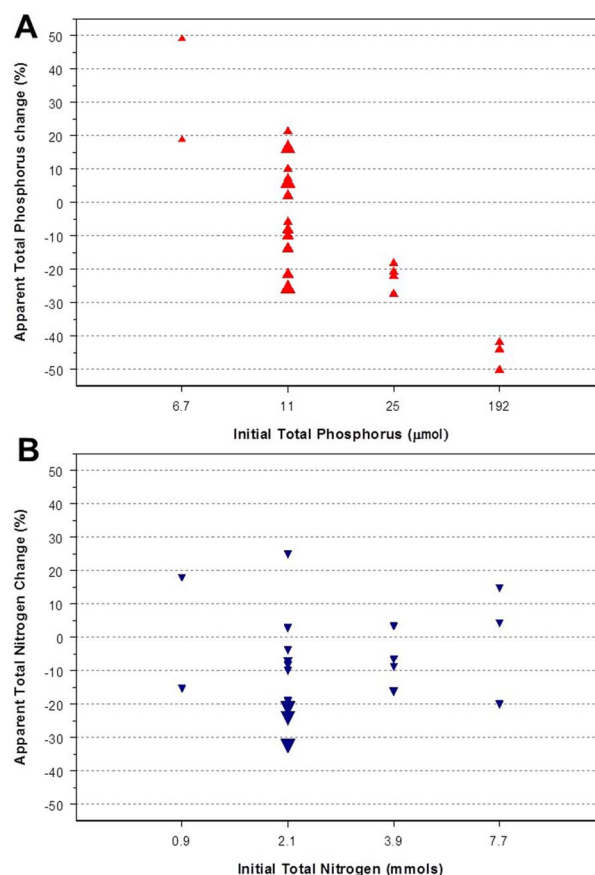 A
Apparent Total Phosphorus change (%)
50
40
30
20
10
0
-10
-20
-30
-40
-50
6.7 11 25 192
Initial Total Phosphorus (μmol)
B
Apparent Total Nitrogen Change (%)
50
40
30
20
10
0
-10
-20
-30
-40
-50
0.9 2.1 3.9 7.7
Initial Total Nitrogen (mmols)